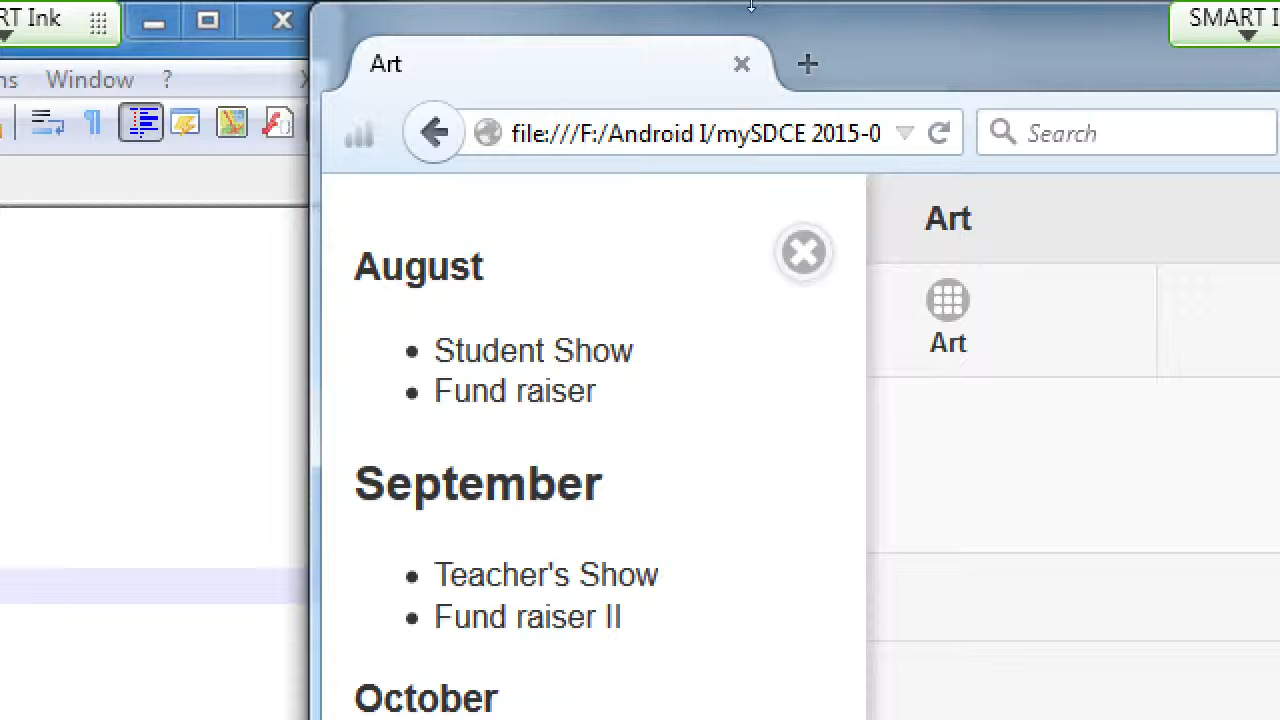 RT Ink
SMART I
ns Window ?
Art
file:///F:/Android I/mySDCE 2015-0
Search
August
Student Show
Fund raiser
September
Teacher's Show
Fund raiser II
October
Art
Art